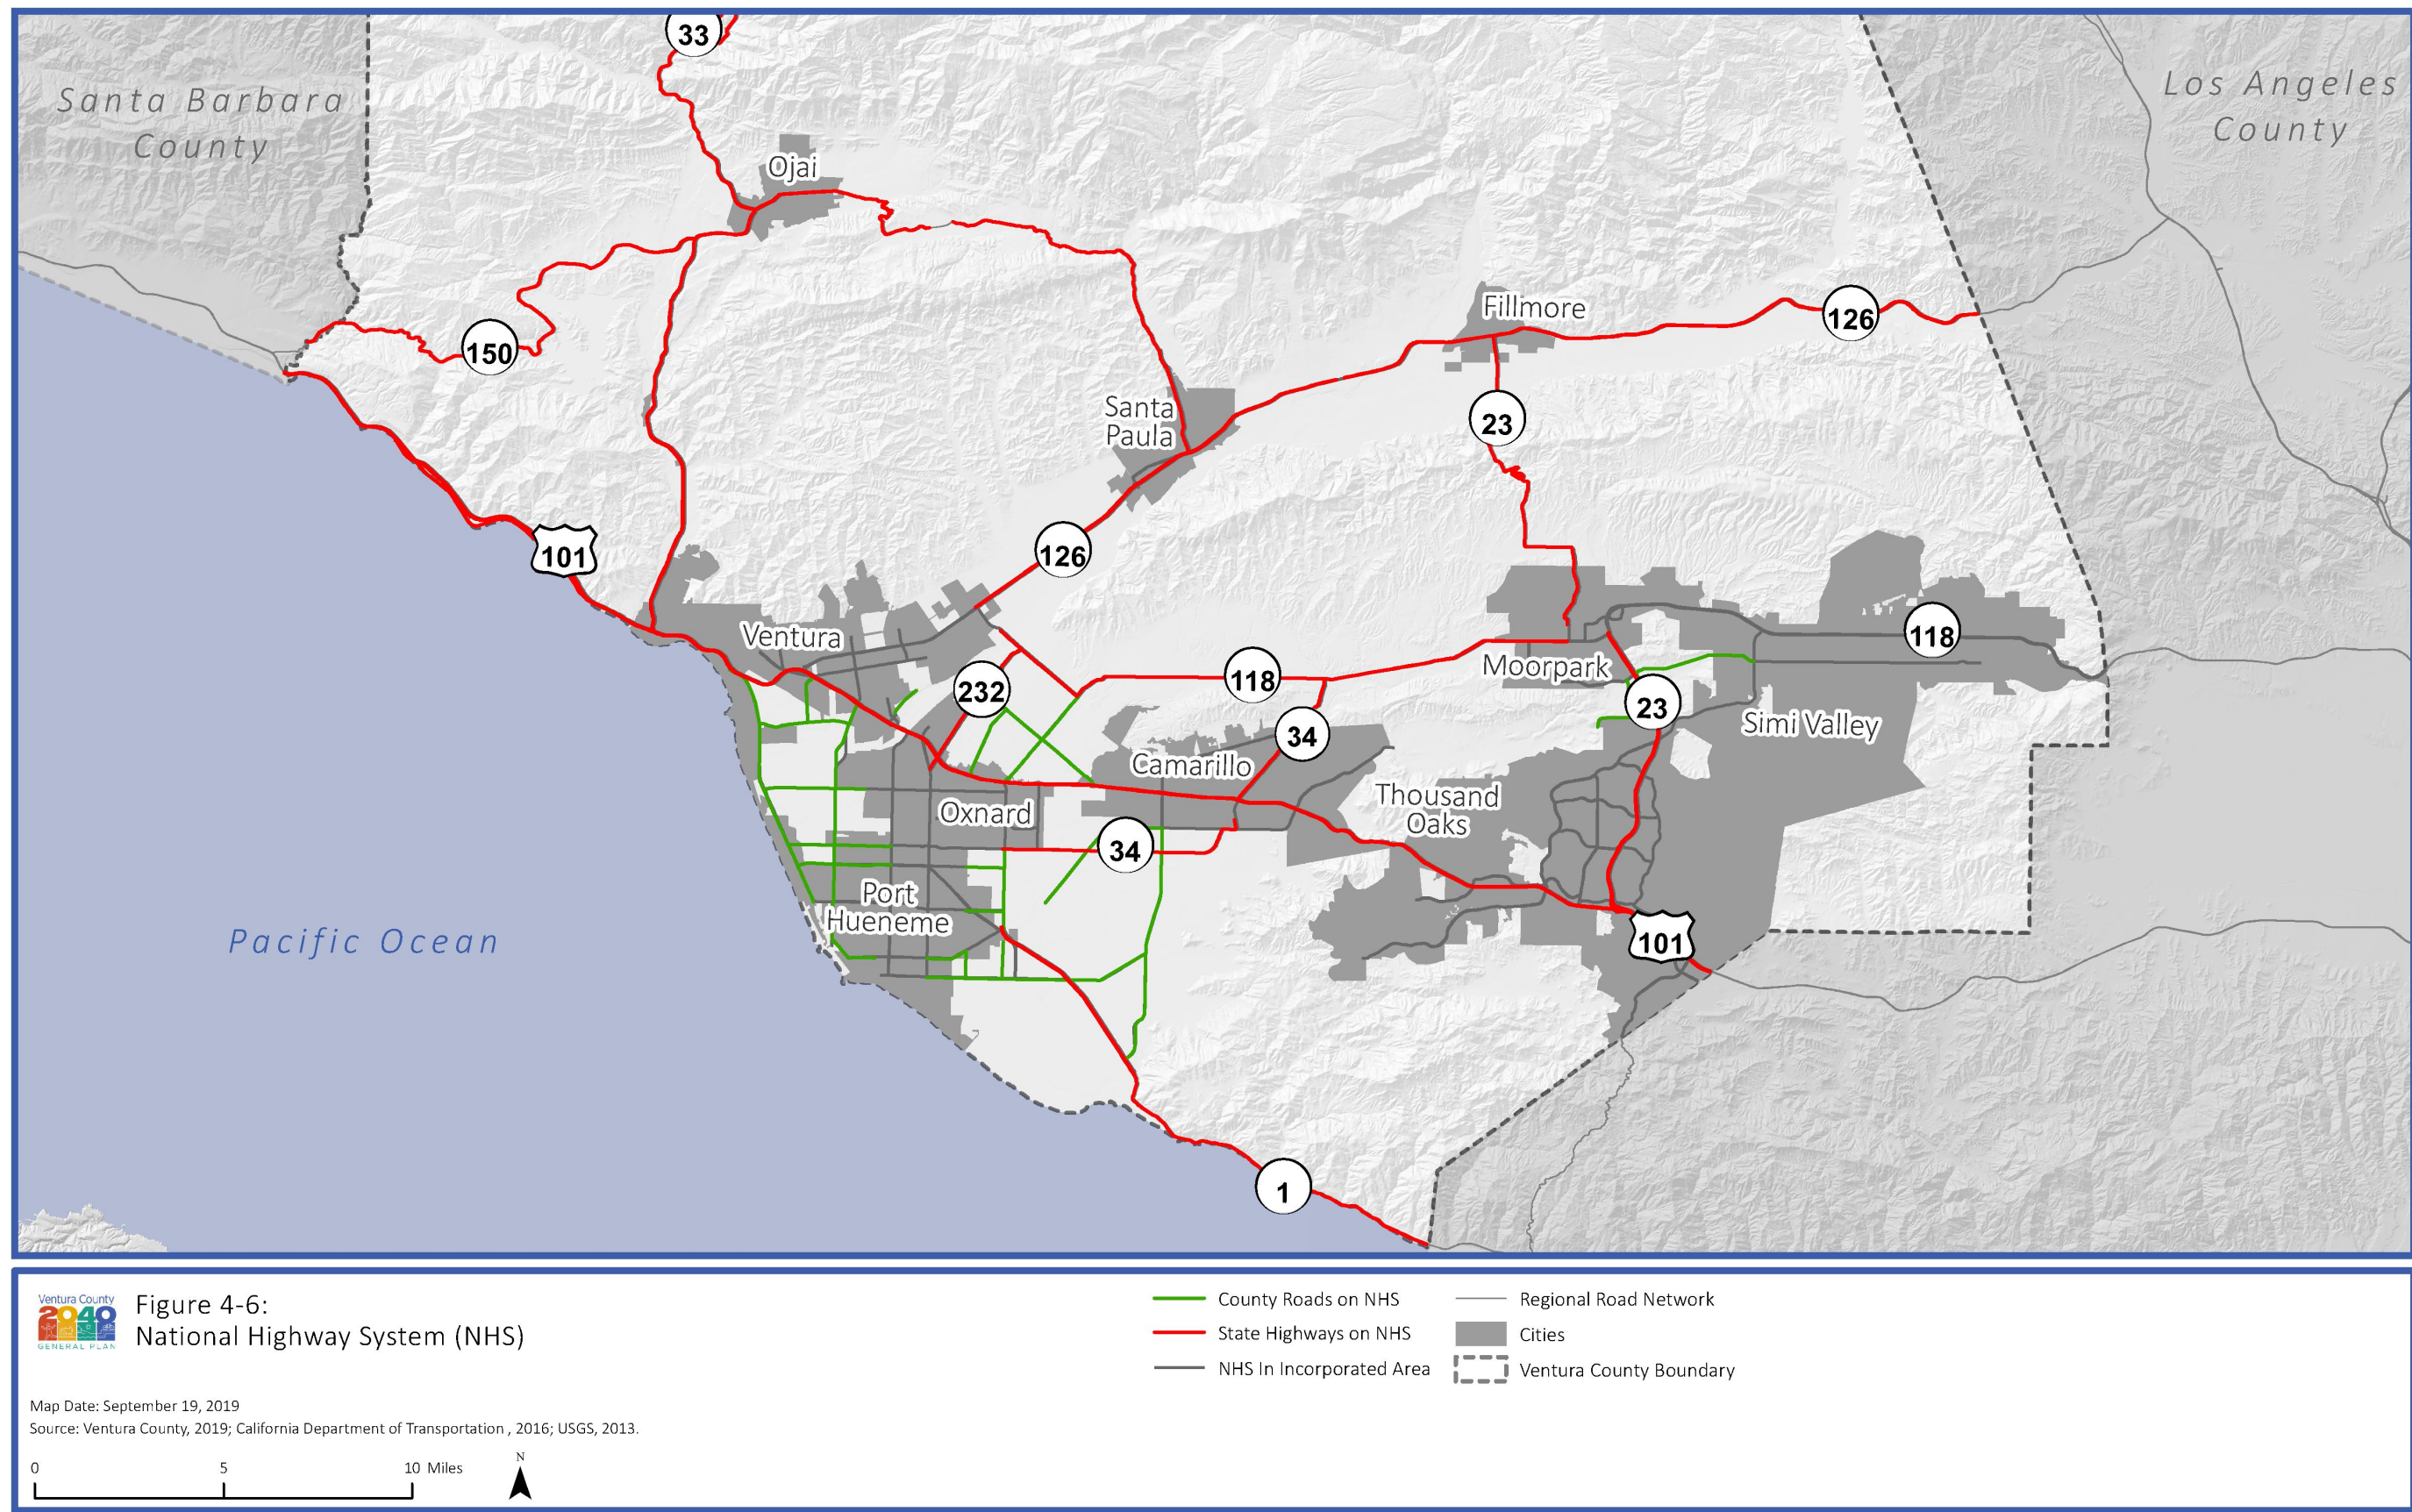 33
Santa Barbara
County
Los Angeles
County
Ojai
150
Fillmore
126
23
Santa
Paula
101
126
Ventura
118
Moorpark
118
232
23
34
Simi Valley
Camarillo
Thousand
Oaks
Oxnard
34
Port
Hueneme
Pacific Ocean
101
1
Ventura County
2040
GENERAL PLAN
Figure 4-6:
National Highway System (NHS)
Map Date: September 19, 2019
Source: Ventura County, 2019; California Department of Transportation , 2016; USGS, 2013.
0 5 10 Miles
N
County Roads on NHS
State Highways on NHS
NHS In Incorporated Area
Regional Road Network
Cities
Ventura County Boundary